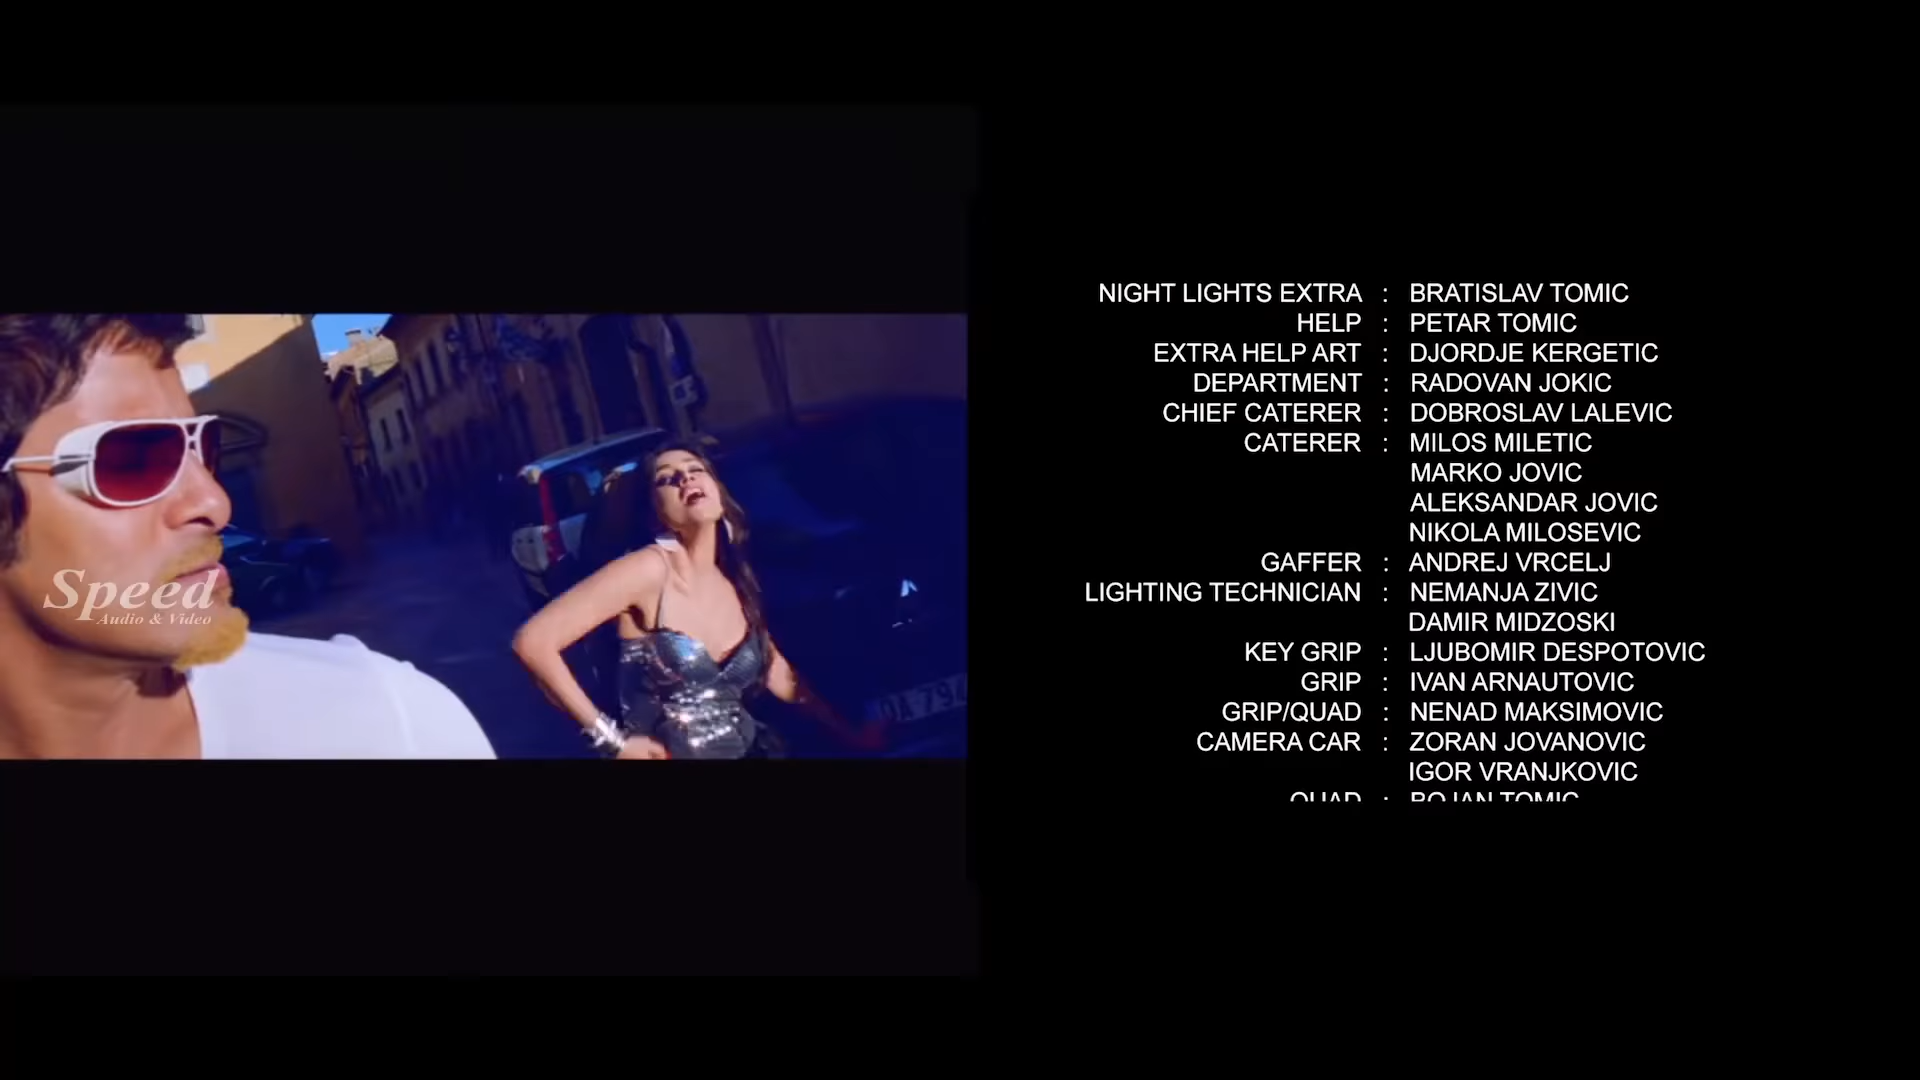 Speed
Audio & Video
NIGHT LIGHTS EXTRA : BRATISLAV TOMIC
HELP : PETAR TOMIC
EXTRA HELP ART : DJORDJE KERGETIC
DEPARTMENT : RADOVAN JOKIC
CHIEF CATERER : DOBROSLAV LALEVIC
CATERER : MILOS MILETIC
MARKO JOVIC
ALEKSANDAR JOVIC
NIKOLA MILOSEVIC
GAFFER : ANDREJ VRCELJ
LIGHTING TECHNICIAN : NEMANJA ZIVIC
DAMIR MIDZOSKI
KEY GRIP : LJUBOMIR DESPOTOVIC
GRIP : IVAN ARNAUTOVIC
GRIP/QUAD : NENAD MAKSIMOVIC
CAMERA CAR : ZORAN JOVANOVIC
IGOR VRANJKOVIC
QUAD : BOJAN TOMIC